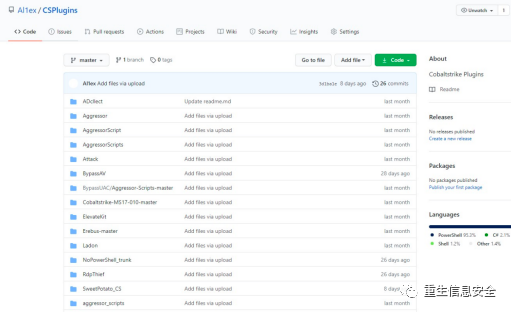 Al1ex / CSPlugins
Unwatch 1
Code Issues Pull requests Actions Projects Wiki Security Insights Settings
master 1 branch 0 tags Go to file Add file Code
Al1ex Add files via upload 8 days ago 26 commits
ADcllect Update readme.md last month
Aggressor Add files via upload last month
AggressorScript Add files via upload last month
AggressorScripts Add files via upload last month
Attack Add files via upload last month
BypassAV Add files via upload 28 days ago
BypassUAC/Aggressor-Scripts-master Add files via upload last month
Cobaltstrike-MS17-010-master Add files via upload last month
ElevateKit Add files via upload last month
Erebus-master Add files via upload last month
Ladon Add files via upload last month
NoPowerShell_trunk Add files via upload 26 days ago
RdpThief Add files via upload 26 days ago
SweetPotato_CS Add files via upload 8 days
aggressor_scripts Add files via upload last month
About
Cobaltstrike Plugins
Readme
Releases
No releases published
Create a new release
Packages
No packages published
Publish your first package
Languages
PowerShell 95.2% C# 2.1%
Shell 1.2% Other 1.4%
重生信息安全